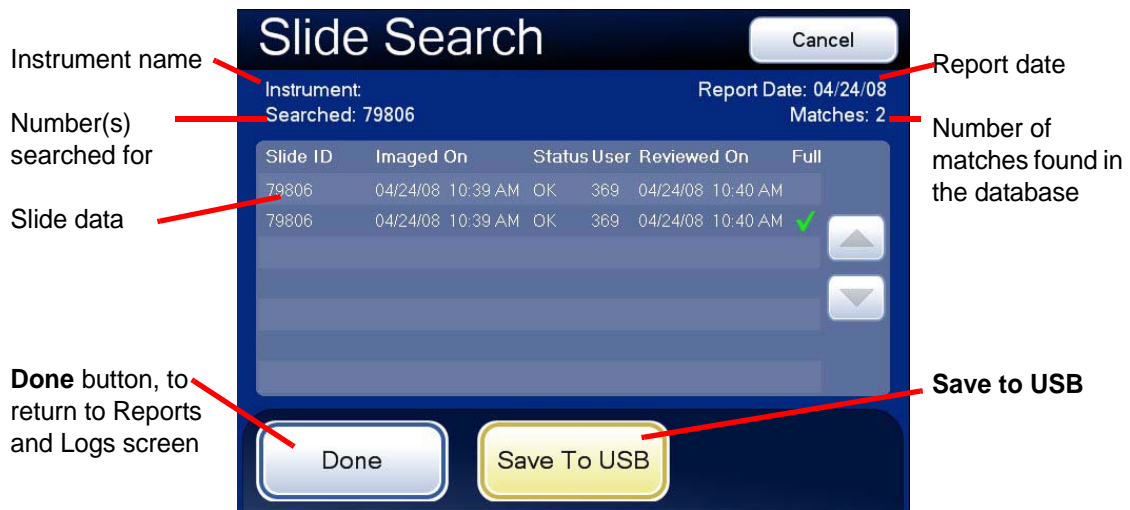 Slide Search
Cancel
Instrument name
Report date
Instrument:
Report Date: 04/24/08
Number(s)
searched for
Searched: 79806
Matches: 2
Number of
matches found in
the database
Slide ID Imaged On Status User Reviewed On Full
79806 04/24/08 10:39 AM OK 369 04/24/08 10:40 AM
79806 04/24/08 10:39 AM OK 369 04/24/08 10:40 AM ✓
Slide data
Done button, to
return to Reports
and Logs screen
Save to USB
Done
Save To USB